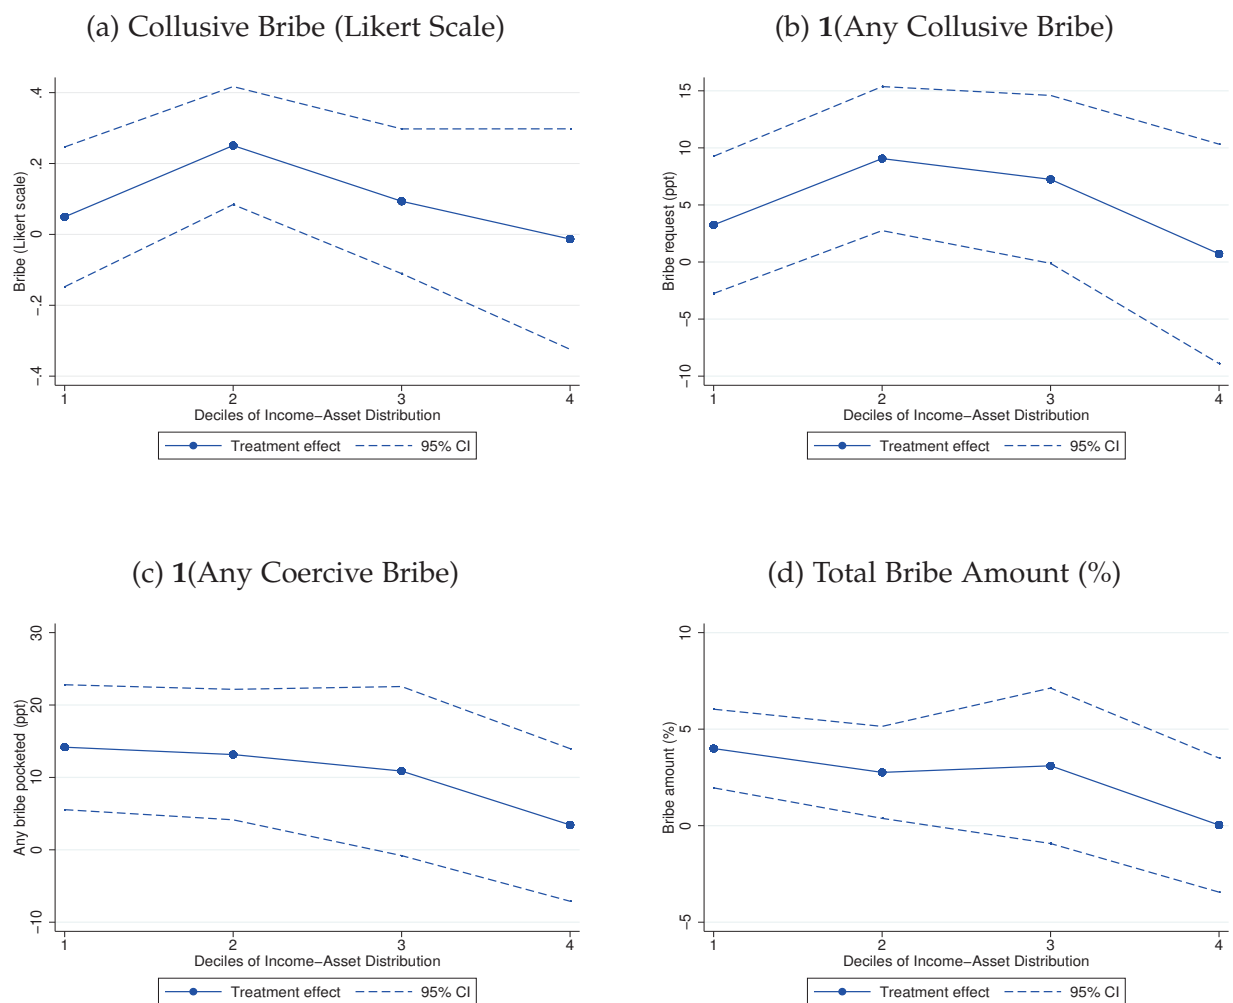 (a) Collusive Bribe (Likert Scale)
Bribe (Likert scale)
.4
.2
0
−.2
−.4
1 2 3 4
Deciles of Income−Asset Distribution
Treatment effect 95% CI
(b) 1(Any Collusive Bribe)
Bribe request (ppt)
15
10
5
0
−5
−10
1 2 3 4
Deciles of Income−Asset Distribution
Treatment effect 95% CI
(c) 1(Any Coercive Bribe)
Any bribe pocketed (ppt)
30
20
10
0
−10
1 2 3 4
Deciles of Income−Asset Distribution
Treatment effect 95% CI
(d) Total Bribe Amount (%)
Bribe amount (%)
10
5
0
−5
1 2 3 4
Deciles of Income−Asset Distribution
Treatment effect 95% CI